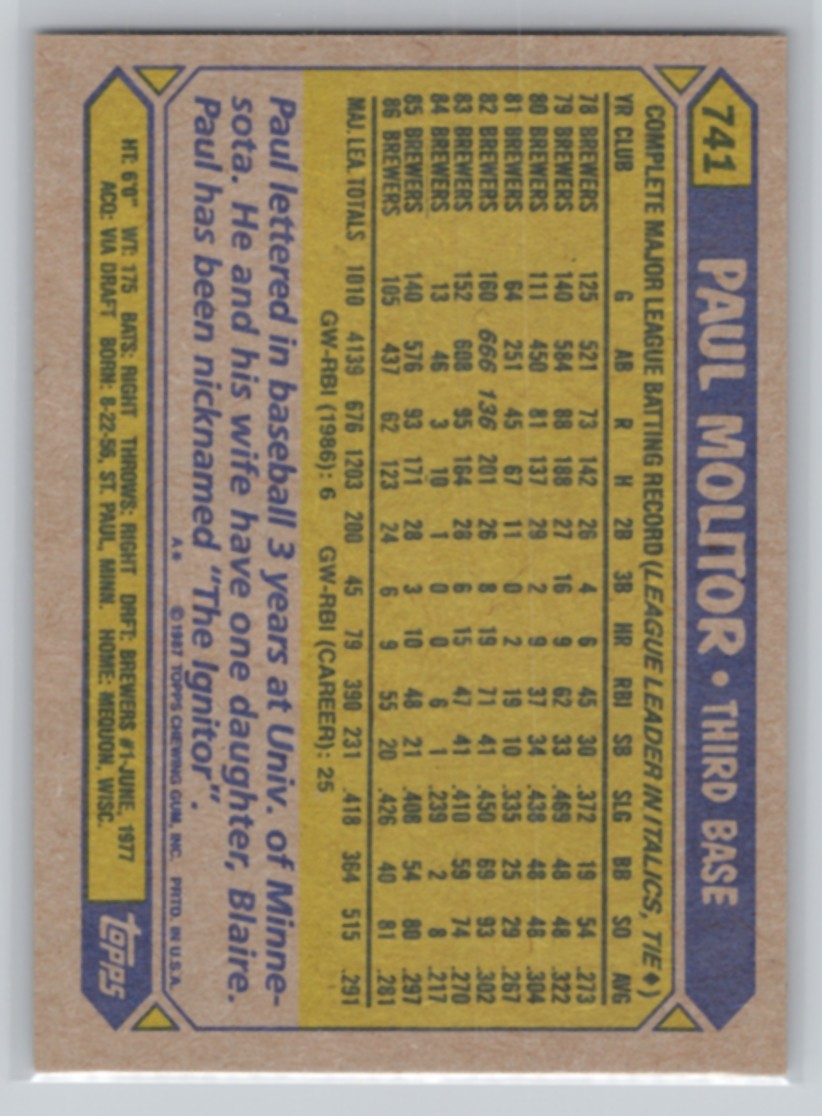 741 PAUL MOLITOR • THIRD BASE
COMPLETE MAJOR LEAGUE BATTING RECORD (LEAGUE LEADER IN ITALICS, TIE♦)
YR CLUB G AB R H 2B 3B HR RBI SB SLG BB SO AVG
78 BREWERS 125 521 73 142 26 4 6 45 30 .372 19 54 .273
79 BREWERS 140 584 88 188 27 16 9 62 33 .469 48 48 .322
80 BREWERS 111 450 81 137 29 2 9 37 34 .438 48 48 .304
81 BREWERS 64 251 45 67 11 0 2 19 10 .335 25 29 .267
82 BREWERS 160 666 136 201 26 8 19 71 41 .450 69 93 .302
83 BREWERS 152 608 95 164 28 6 15 47 41 .410 59 74 .270
84 BREWERS 13 46 3 10 1 0 0 6 1 .239 2 8 .217
85 BREWERS 140 576 93 171 28 3 10 48 21 .408 54 80 .297
86 BREWERS 105 437 62 123 24 6 9 55 20 .426 40 81 .281
MAJ. LEA. TOTALS 1010 4139 676 1203 200 45 79 390 231 .418 364 515 .291
GW-RBI (1986): 6 GW-RBI (CAREER): 25
Paul lettered in baseball 3 years at Univ. of Minne-
sota. He and his wife have one daughter, Blaire.
Paul has been nicknamed "The Ignitor".
A* ©1987 TOPPS CHEWING GUM, INC. PRTD. IN U.S.A.
HT: 6'0" WT: 175 BATS: RIGHT THROWS: RIGHT DRFT: BREWERS #1-JUNE, 1977
ACQ: VIA DRAFT BORN: 8-22-56, ST. PAUL, MINN. HOME: MEQUON, WISC.
topps